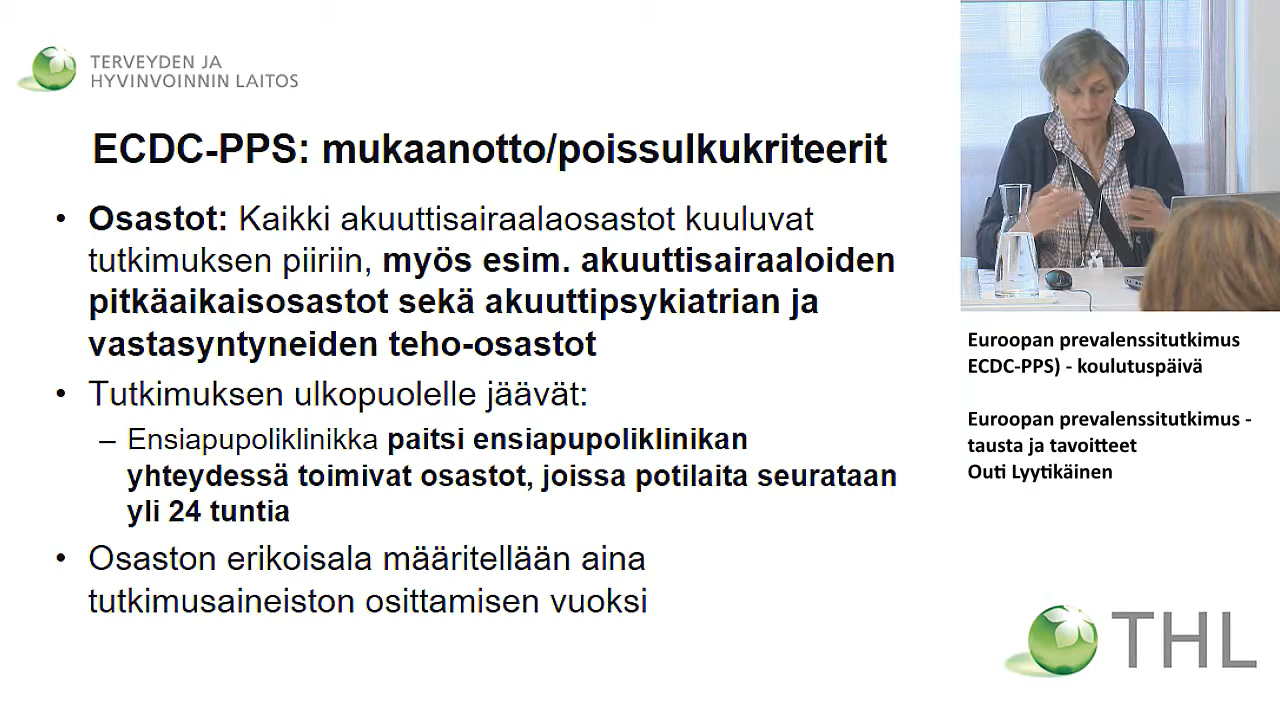 TERVEYDEN JA
HYVINVOINNIN LAITOS
ECDC-PPS: mukaanotto/poissulkukriteerit
• Osastot: Kaikki akuuttisairaalaosastot kuuluvat
tutkimuksen piiriin, myös esim. akuuttisairaaloiden
pitkäaikaisosastot sekä akuuttipsykiatrian ja
vastasyntyneiden teho-osastot
• Tutkimuksen ulkopuolelle jäävät:
– Ensiapupoliklinikka paitsi ensiapupoliklinikan
yhteydessä toimivat osastot, joissa potilaita seurataan
yli 24 tuntia
• Osaston erikoisala määritellään aina
tutkimusaineiston osittamisen vuoksi
Euroopan prevalenssitutkimus
ECDC-PPS) - koulutuspäivä
Euroopan prevalenssitutkimus -
tausta ja tavoitteet
Outi Lyytikäinen
THL